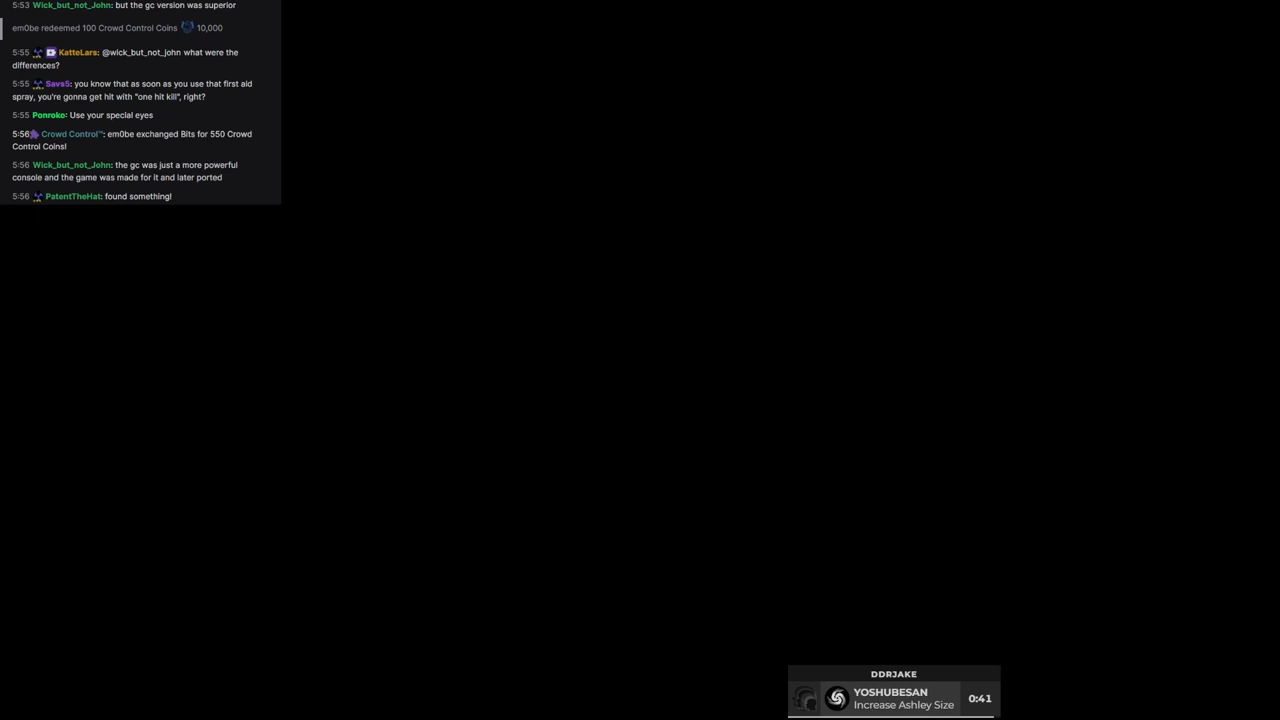 5:53 Wick_but_not_John: but the gc version was superior
em0be redeemed 100 Crowd Control Coins 10,000
5:55 KatteLars: @wick_but_not_john what were the
differences?
5:55 Savs5: you know that as soon as you use that first aid
spray, you're gonna get hit with "one hit kill", right?
5:55 Ponroko: Use your special eyes
5:56 Crowd Control™: em0be exchanged Bits for 550 Crowd
Control Coins!
5:56 Wick_but_not_John: the gc was just a more powerful
console and the game was made for it and later ported
5:56 PatentTheHat: found something!
DDRJAKE
YOSHUBESAN
Increase Ashley Size
0:41